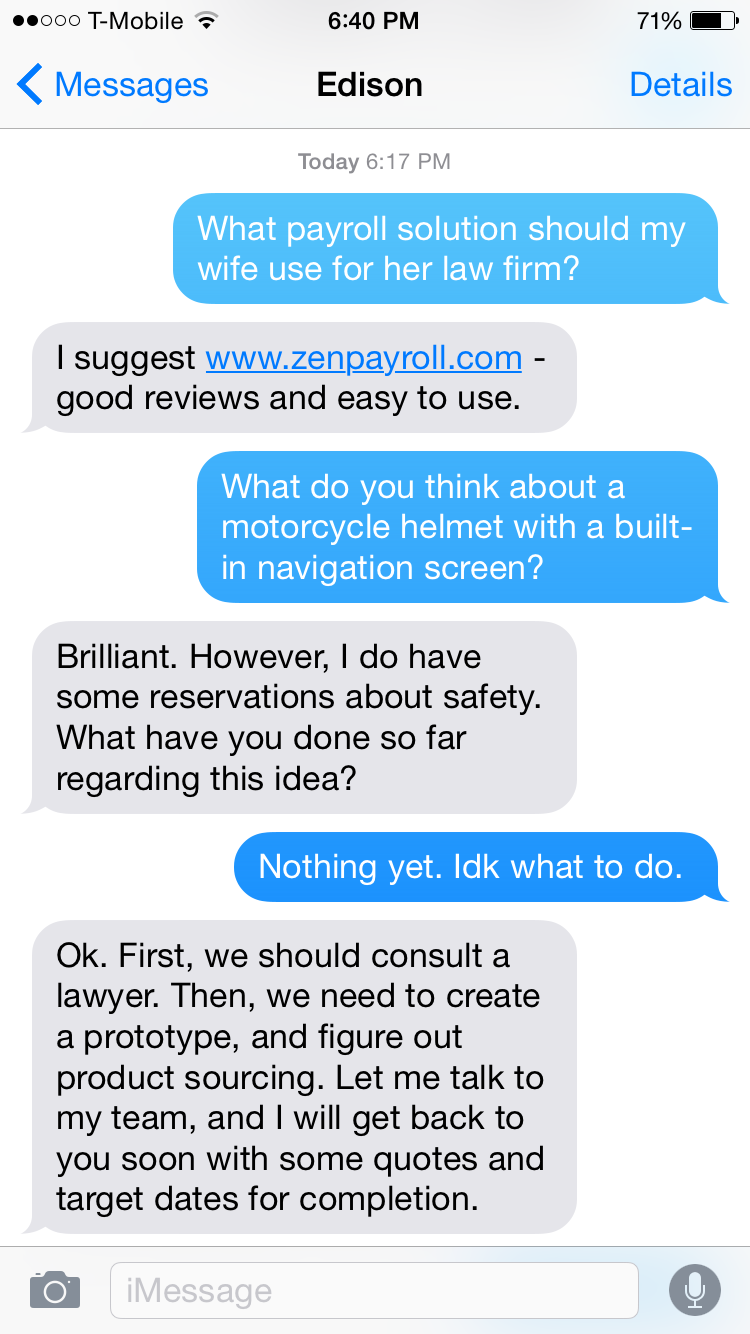 T-Mobile 6:40 PM 71%
Messages Edison Details
Today 6:17 PM
What payroll solution should my
wife use for her law firm?
I suggest www.zenpayroll.com -
good reviews and easy to use.
What do you think about a
motorcycle helmet with a built-
in navigation screen?
Brilliant. However, I do have
some reservations about safety.
What have you done so far
regarding this idea?
Nothing yet. Idk what to do.
Ok. First, we should consult a
lawyer. Then, we need to create
a prototype, and figure out
product sourcing. Let me talk to
my team, and I will get back to
you soon with some quotes and
target dates for completion.
iMessage